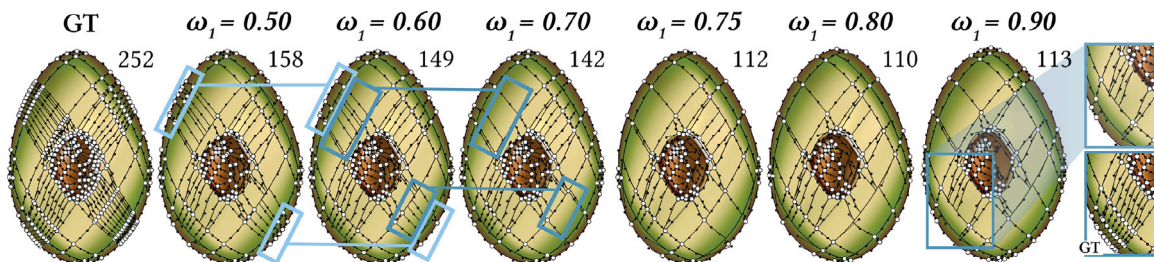 GT ω₁ = 0.50 ω₁ = 0.60 ω₁ = 0.70 ω₁ = 0.75 ω₁ = 0.80 ω₁ = 0.90
252 158 149 142 112 110 113
GT